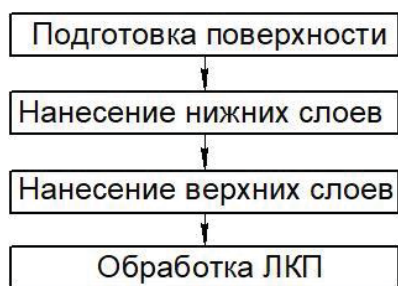 Подготовка поверхности
Нанесение нижних слоев
Нанесение верхних слоев
Обработка ЛКП